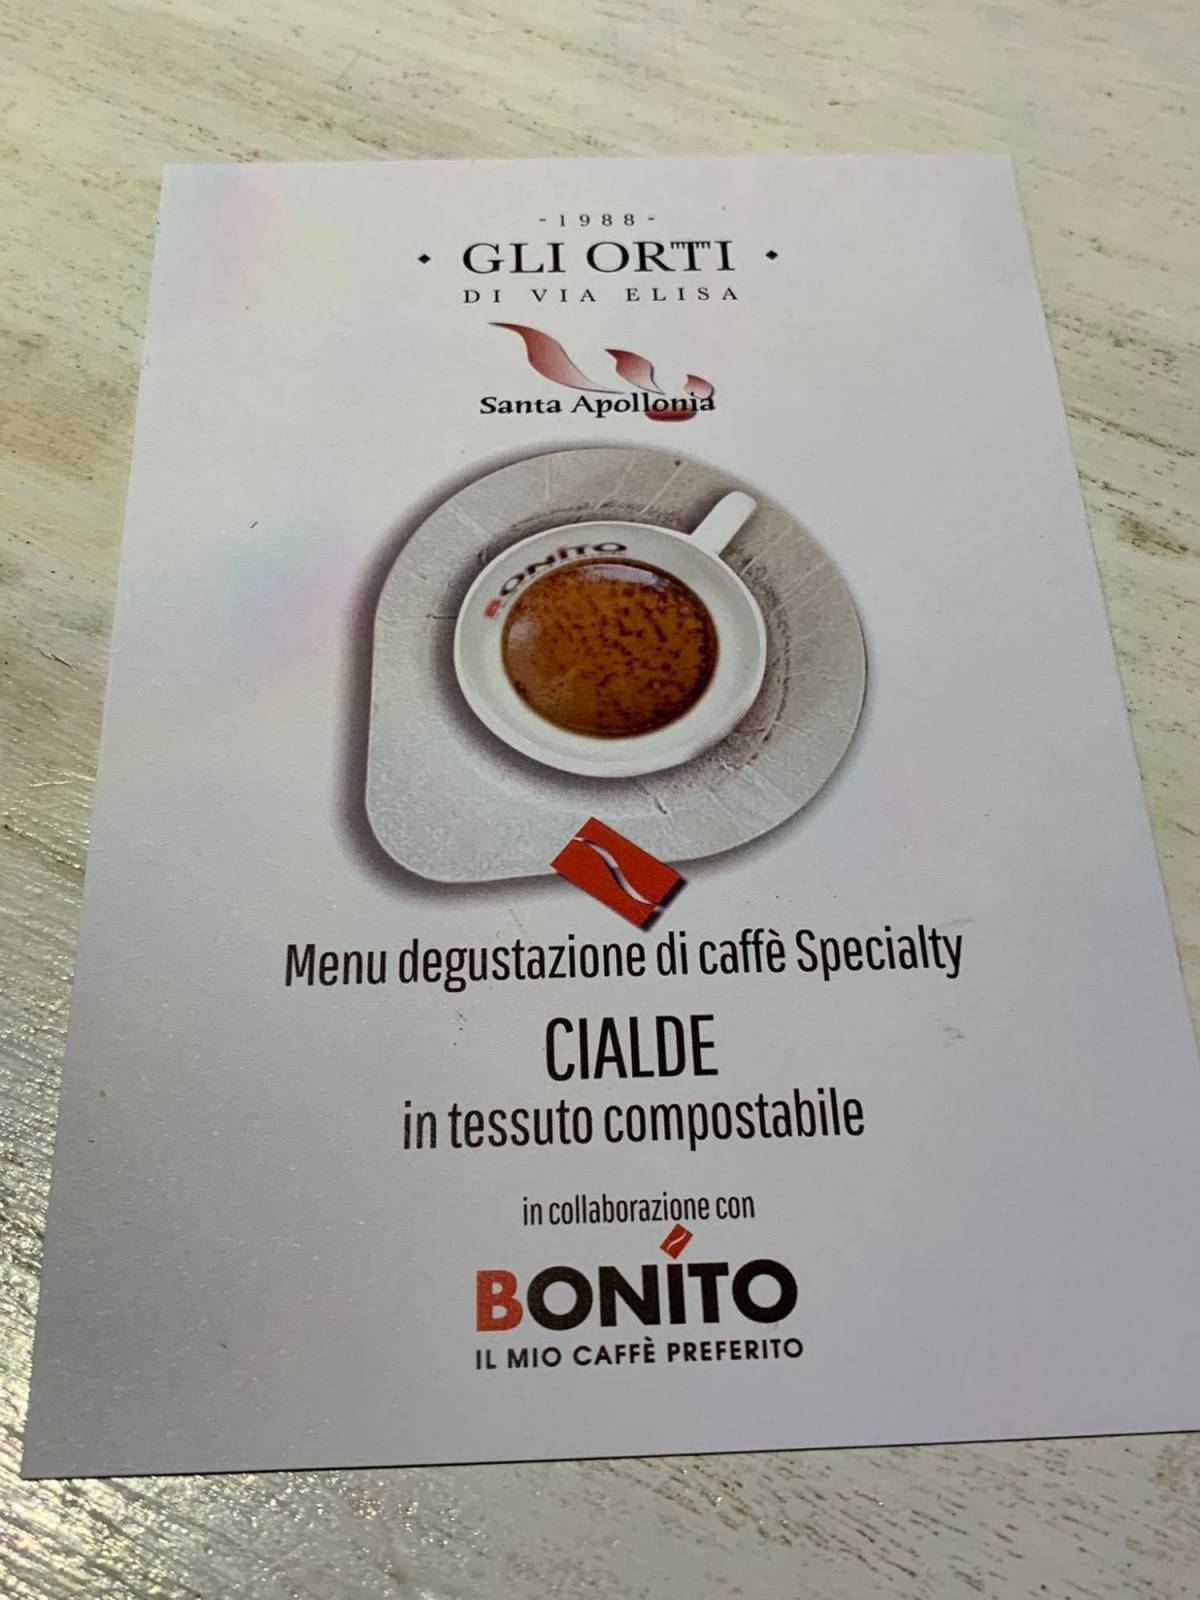 -1988-
GLI ORTI
DI VIA ELISA
Santa Apollonia
BONITO
Menu degustazione di caffè Specialty
CIALDE
in tessuto compostabile
in collaborazione con
BONITO
IL MIO CAFFÈ PREFERITO